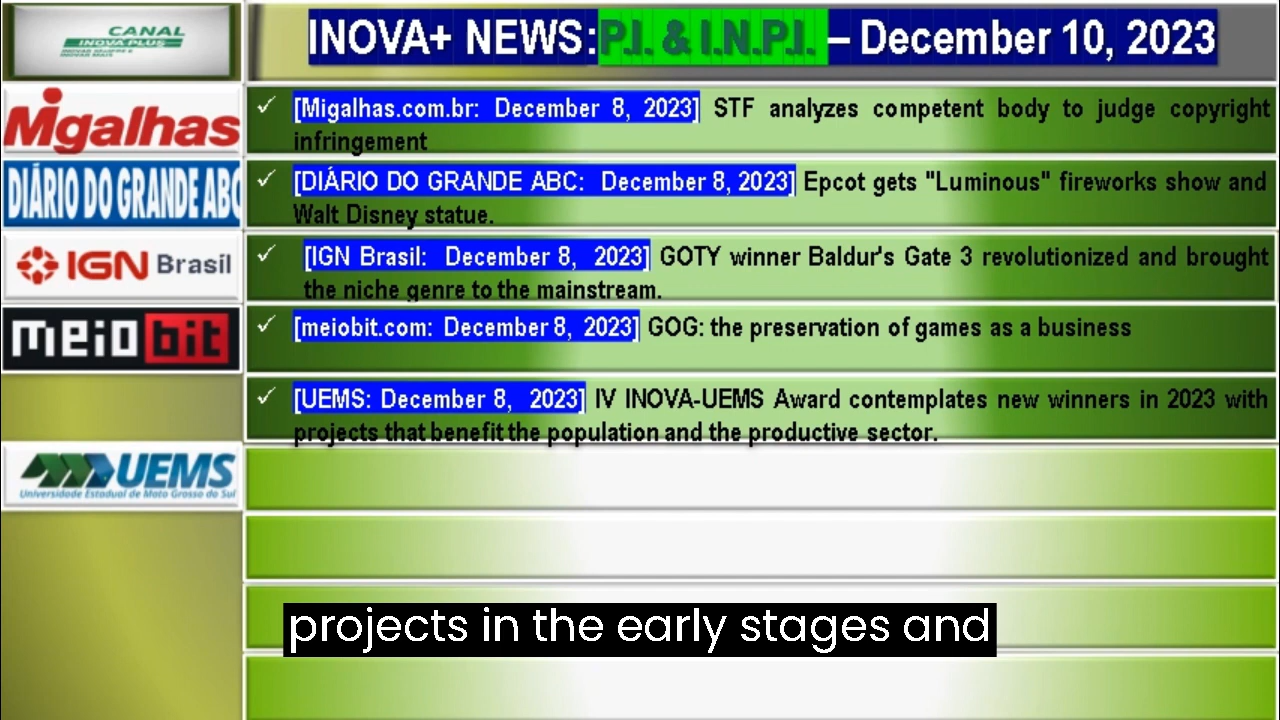 CANAL
INOVA PLUS
INOVA+ NEWS:P.I. & I.N.P.I. – December 10, 2023
Migalhas
[Migalhas.com.br: December 8, 2023] STF analyzes competent body to judge copyright
infringement
DIÁRIO DO GRANDE ABC
[DIÁRIO DO GRANDE ABC: December 8, 2023] Epcot gets "Luminous" fireworks show and
Walt Disney statue.
IGN Brasil
[IGN Brasil: December 8, 2023] GOTY winner Baldur's Gate 3 revolutionized and brought
the niche genre to the mainstream.
meiobit
[meiobit.com: December 8, 2023] GOG: the preservation of games as a business
[UEMS: December 8, 2023] IV INOVA-UEMS Award contemplates new winners in 2023 with
projects that benefit the population and the productive sector.
UEMS
Universidade Estadual de Mato Grosso do Sul
projects in the early stages and